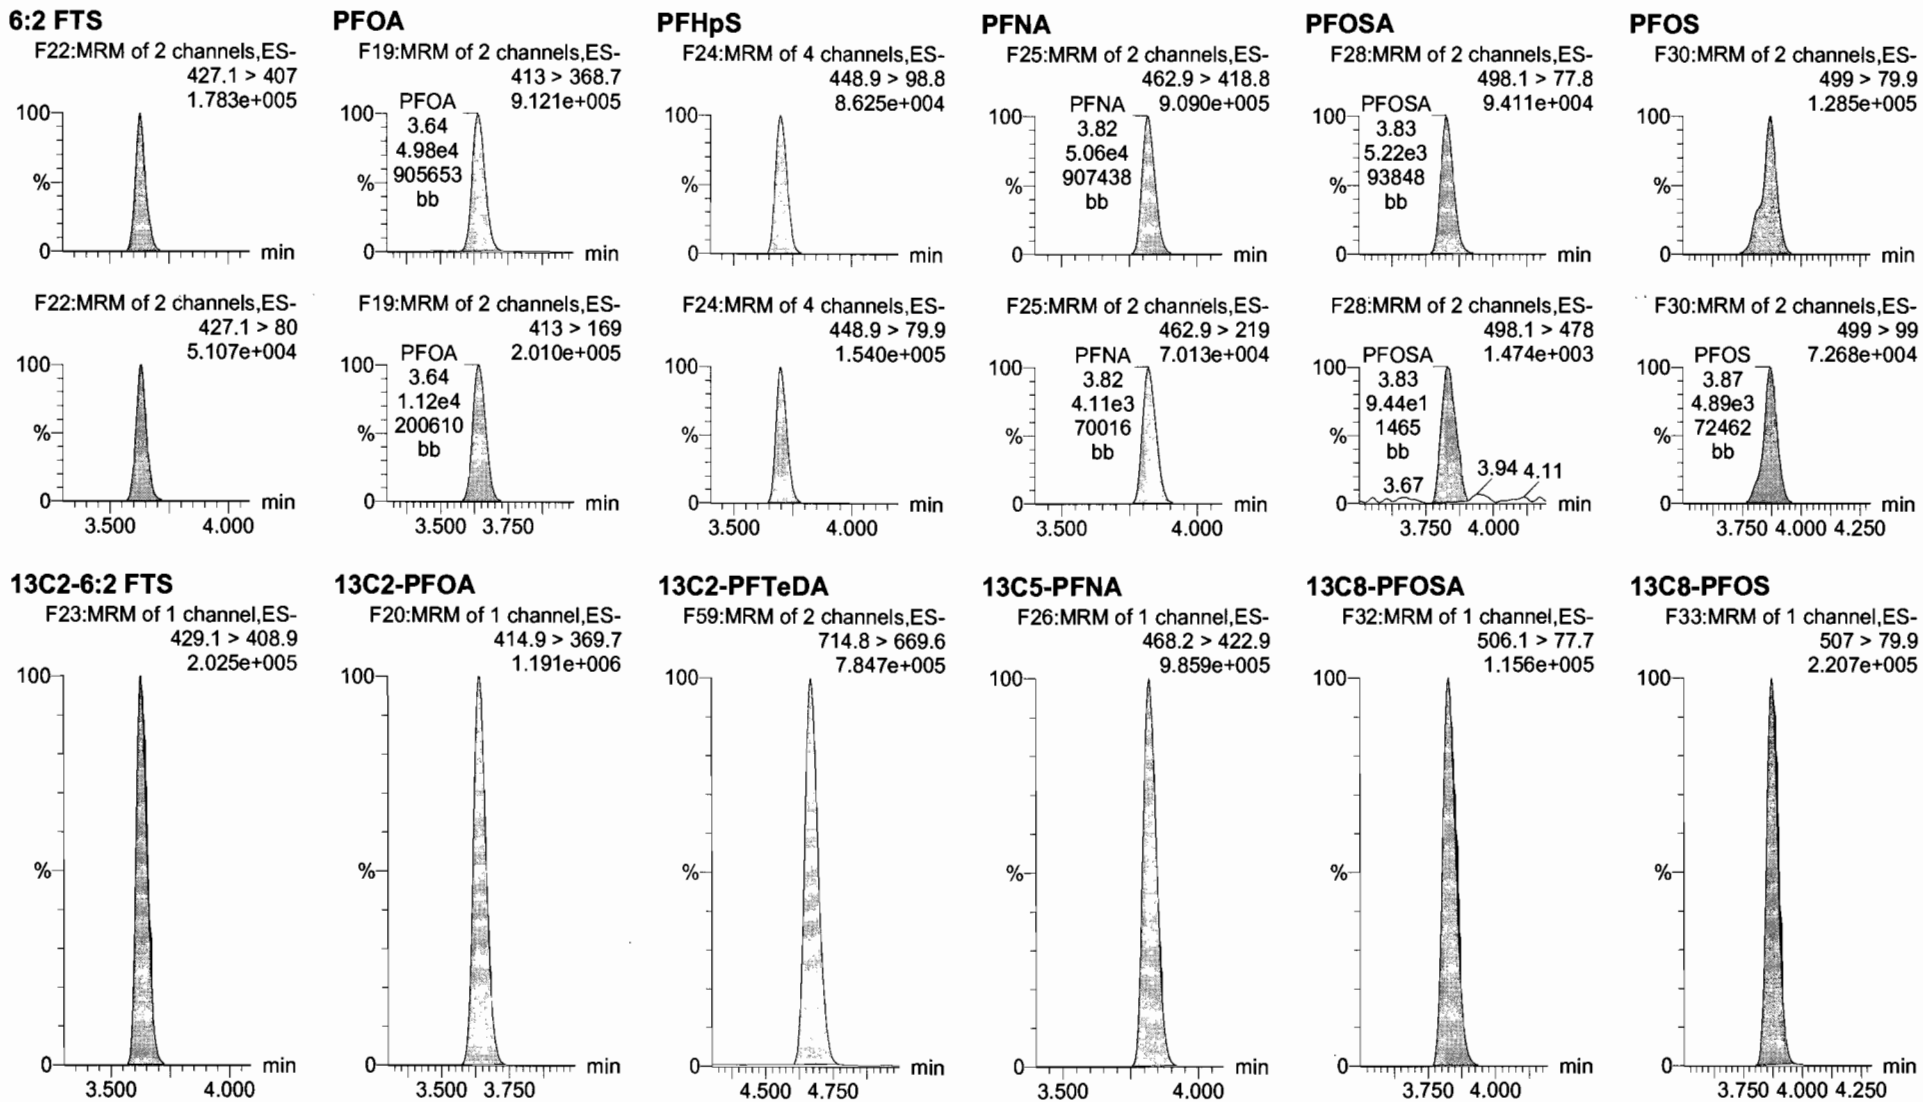 6:2 FTS
F22:MRM of 2 channels,ES-
427.1 > 407
1.783e+005
100
%
0
min
PFOA
F19:MRM of 2 channels,ES-
413 > 368.7
9.121e+005
100
PFOA
3.64
4.98e4
905653
bb
%
0
min
PFHpS
F24:MRM of 4 channels,ES-
448.9 > 98.8
8.625e+004
100
%
0
min
PFNA
F25:MRM of 2 channels,ES-
462.9 > 418.8
9.090e+005
100
PFNA
3.82
5.06e4
907438
bb
%
0
min
PFOSA
F28:MRM of 2 channels,ES-
498.1 > 77.8
9.411e+004
100
PFOSA
3.83
5.22e3
93848
bb
%
0
min
PFOS
F30:MRM of 2 channels,ES-
499 > 79.9
1.285e+005
100
%
0
min
F22:MRM of 2 channels,ES-
427.1 > 80
5.107e+004
100
%
0
min
3.500 4.000
F19:MRM of 2 channels,ES-
413 > 169
2.010e+005
100
PFOA
3.64
1.12e4
200610
bb
%
0
min
3.500 3.750
F24:MRM of 4 channels,ES-
448.9 > 79.9
1.540e+005
100
%
0
min
3.500 4.000
F25:MRM of 2 channels,ES-
462.9 > 219
7.013e+004
100
PFNA
3.82
4.11e3
70016
bb
%
0
min
3.500 4.000
F28:MRM of 2 channels,ES-
498.1 > 478
1.474e+003
100
PFOSA
3.83
9.44e1
1465
bb
%
3.67 3.94 4.11
0
min
3.750 4.000
F30:MRM of 2 channels,ES-
499 > 99
7.268e+004
100
PFOS
3.87
4.89e3
72462
bb
%
0
min
3.750 4.000 4.250
13C2-6:2 FTS
F23:MRM of 1 channel,ES-
429.1 > 408.9
2.025e+005
100
%
0
min
3.500 4.000
13C2-PFOA
F20:MRM of 1 channel,ES-
414.9 > 369.7
1.191e+006
100
%
0
min
3.500 3.750
13C2-PFTeDA
F59:MRM of 2 channels,ES-
714.8 > 669.6
7.847e+005
100
%
0
min
4.500 4.750
13C5-PFNA
F26:MRM of 1 channel,ES-
468.2 > 422.9
9.859e+005
100
%
0
min
3.500 4.000
13C8-PFOSA
F32:MRM of 1 channel,ES-
506.1 > 77.7
1.156e+005
100
%
0
min
3.750 4.000
13C8-PFOS
F33:MRM of 1 channel,ES-
507 > 79.9
2.207e+005
100
%
0
min
3.750 4.000 4.250